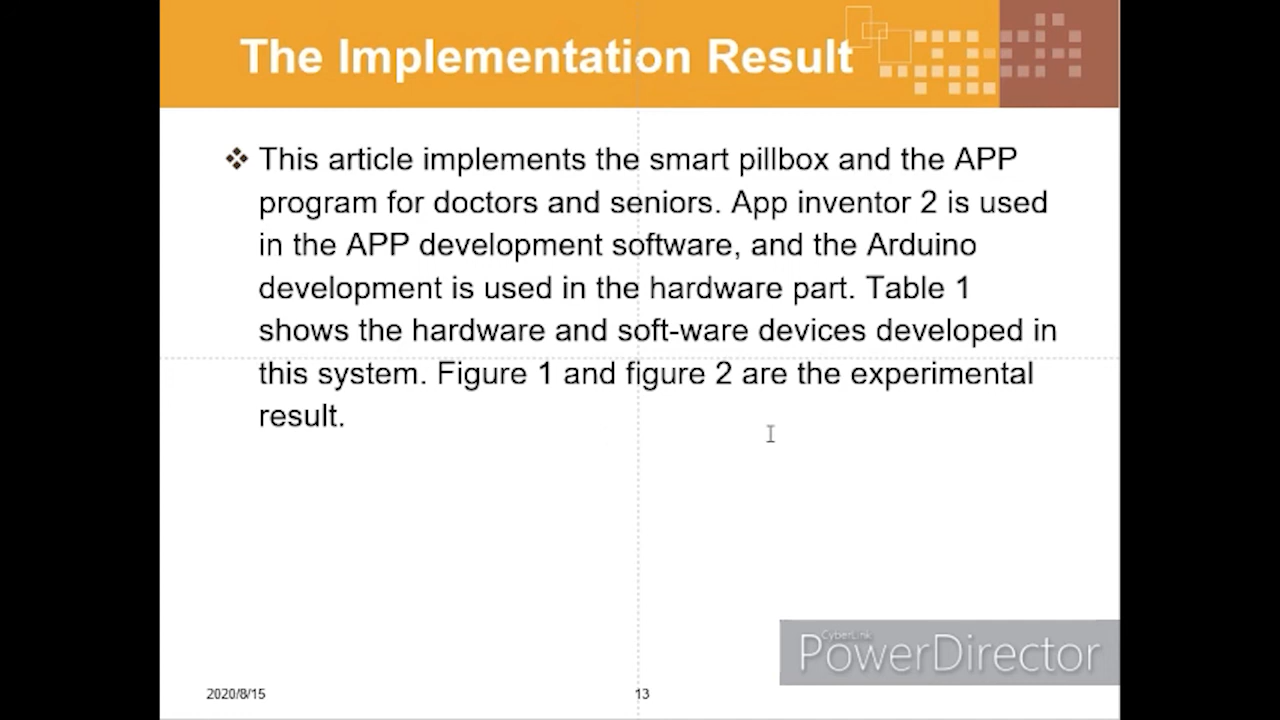 The Implementation Result
This article implements the smart pillbox and the APP
program for doctors and seniors. App inventor 2 is used
in the APP development software, and the Arduino
development is used in the hardware part. Table 1
shows the hardware and soft-ware devices developed in
this system. Figure 1 and figure 2 are the experimental
result.
CyberLink
PowerDirector
2020/8/15
13